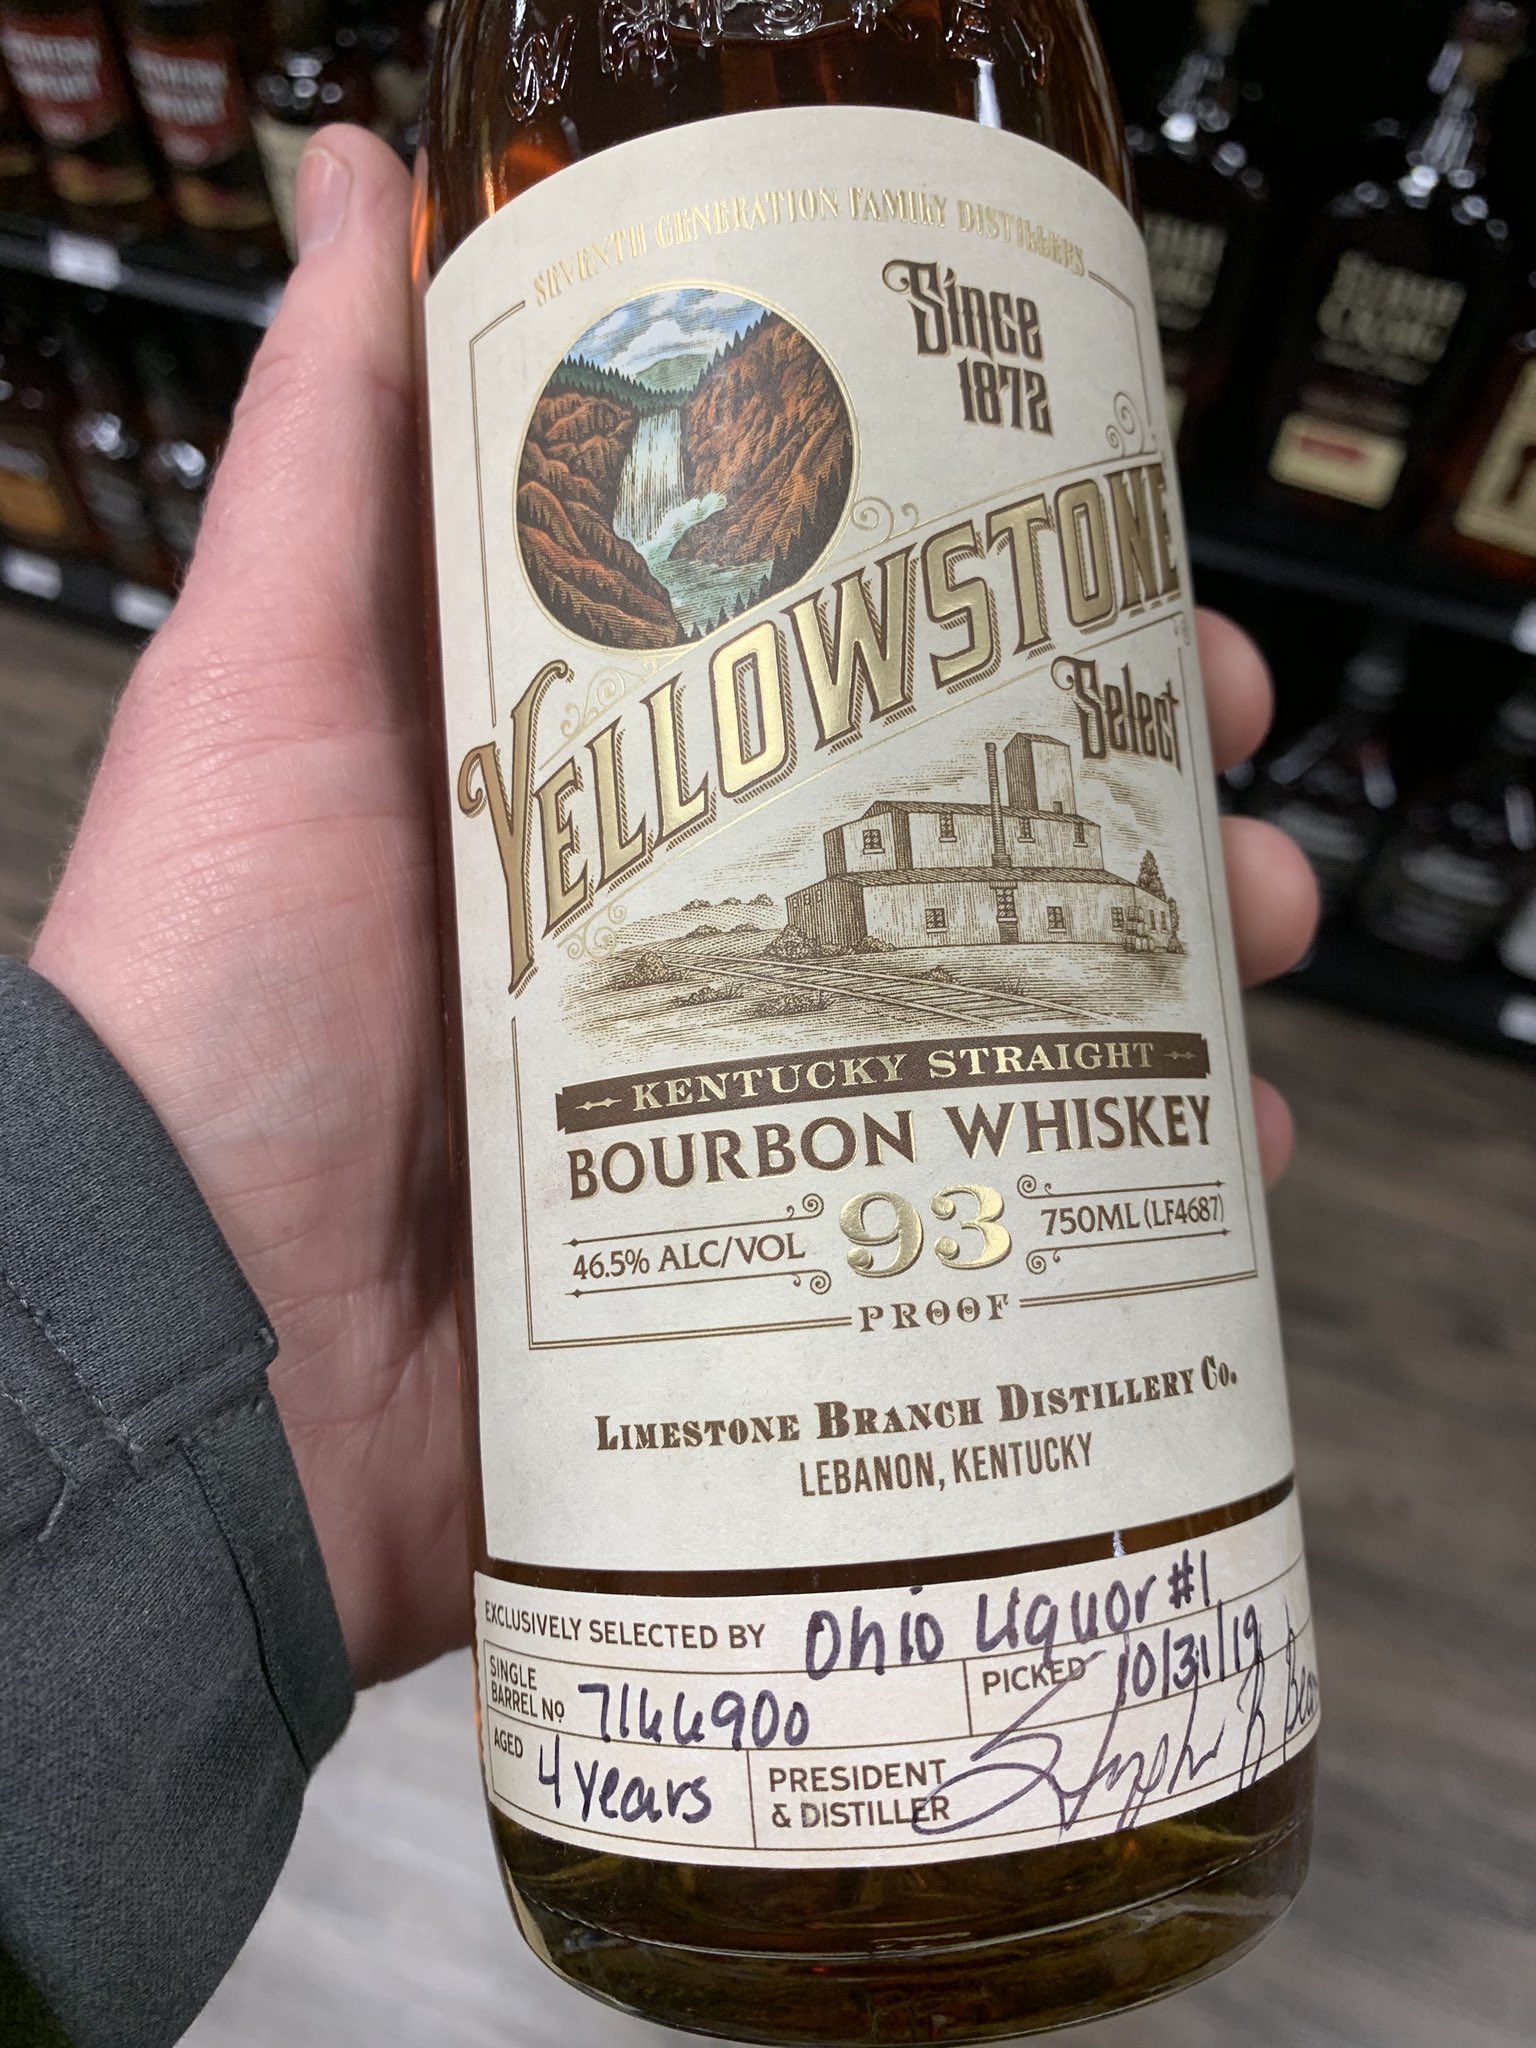 WHISKEY
SEVENTH GENERATION FAMILY DISTILLERS
Since
1872
YELLOWSTONE
Select
KENTUCKY STRAIGHT
BOURBON WHISKEY
46.5% ALC/VOL 93 750ML (LF4687)
PROOF
LIMESTONE BRANCH DISTILLERY CO.
LEBANON, KENTUCKY
EXCLUSIVELY SELECTED BY Ohio Liquor #1
SINGLE BARREL Nº 7144900 PICKED 10/31/19
AGED 4 years PRESIDENT & DISTILLER